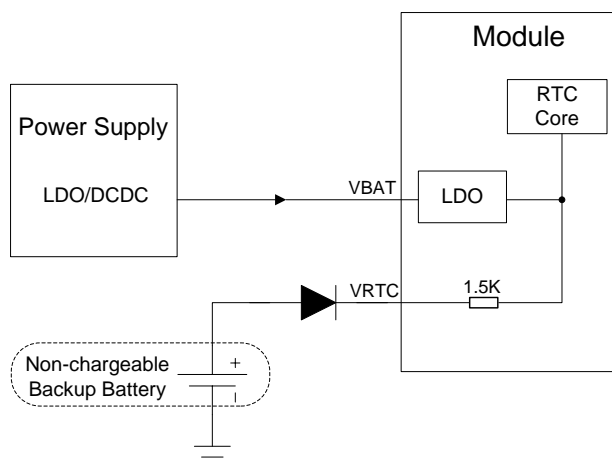 Module
Power Supply
LDO/DCDC
RTC
Core
VBAT
LDO
VRTC
1.5K
Non-chargeable
Backup Battery
+
−